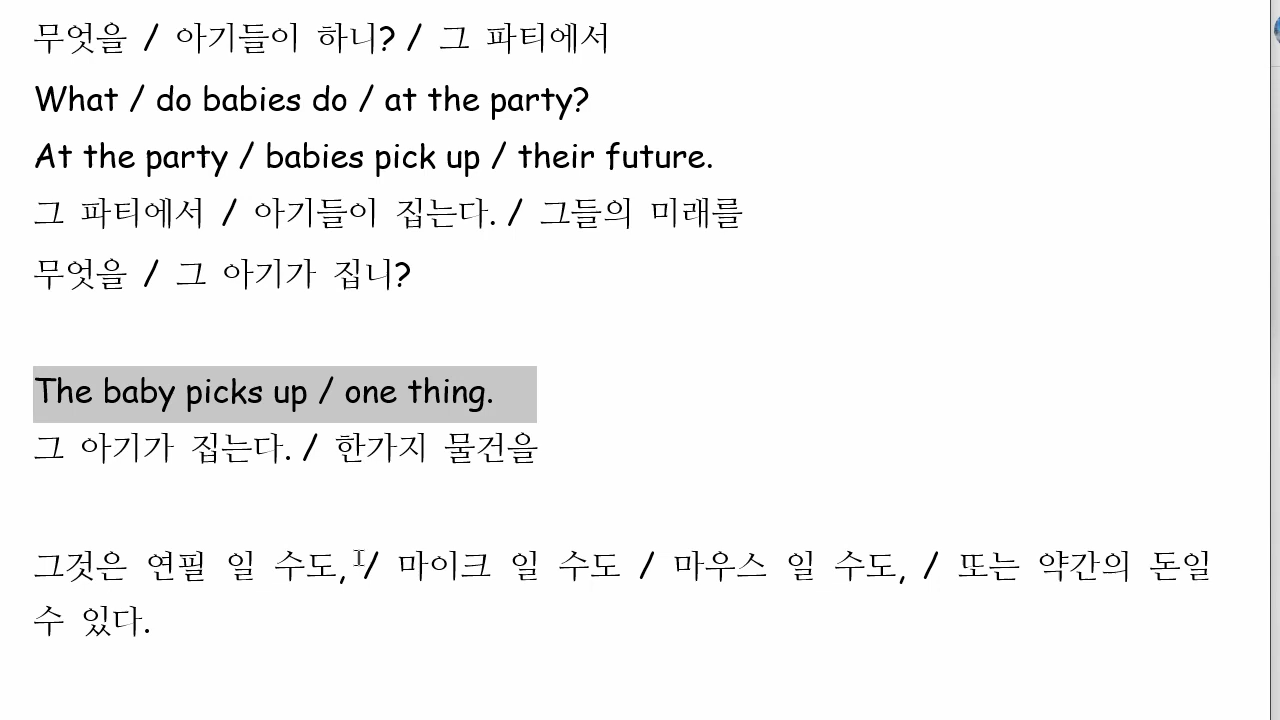 무엇을 / 아기들이 하니? / 그 파티에서
What / do babies do / at the party?
At the party / babies pick up / their future.
그 파티에서 / 아기들이 집는다. / 그들의 미래를
무엇을 / 그 아기가 집니?
The baby picks up / one thing.
그 아기가 집는다. / 한가지 물건을
그것은 연필 일 수도, / 마이크 일 수도 / 마우스 일 수도, / 또는 약간의 돈일
수 있다.